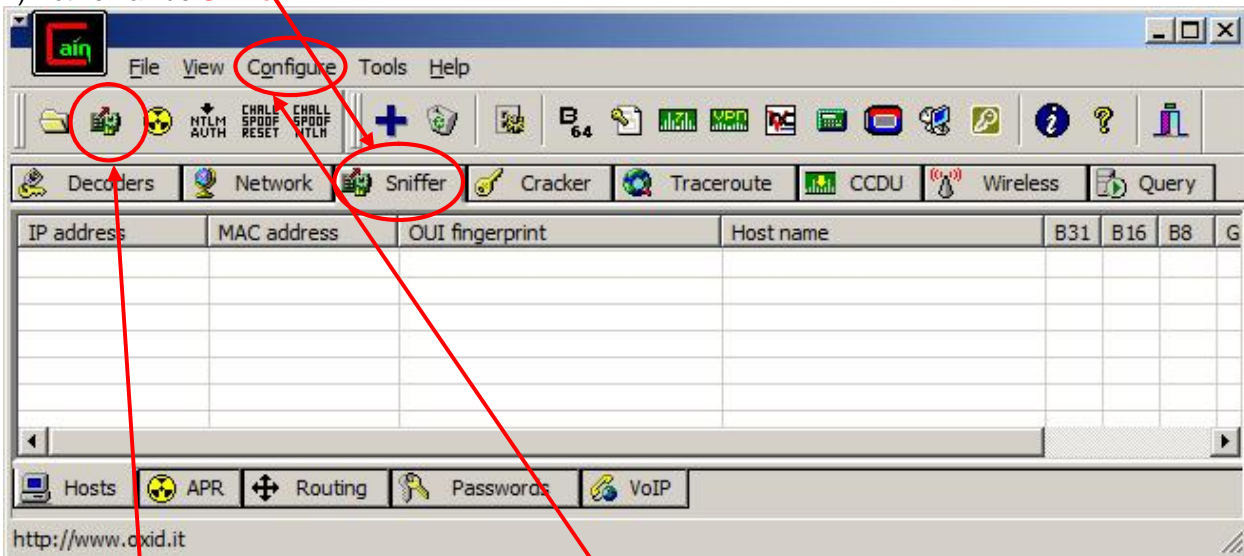 Cain
File View Configure Tools Help
NTLM AUTH CHALL SPOOF RESET CHALL SPOOF NTLM B 64
Decoders Network Sniffer Cracker Traceroute CCDU Wireless Query
IP address MAC address OUI fingerprint Host name B31 B16 B8 G
Hosts APR Routing Passwords VoIP
http://www.oxid.it